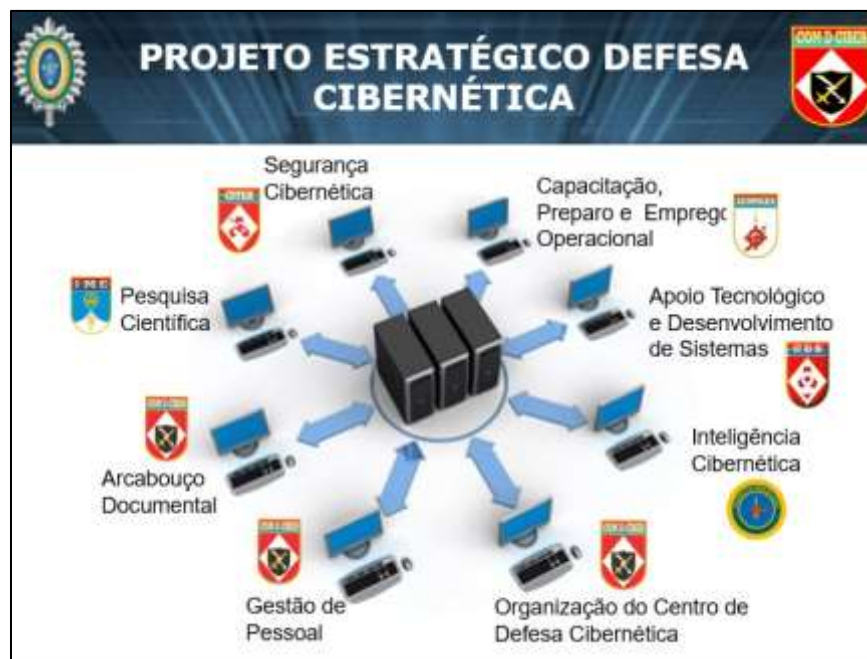 PROJETO ESTRATÉGICO DEFESA
CIBERNÉTICA
Segurança
Cibernética
Capacitação,
Preparo e Emprego
Operacional
Pesquisa
Científica
Apoio Tecnológico
e Desenvolvimento
de Sistemas
Arcabouço
Documental
Inteligência
Cibernética
Gestão de
Pessoal
Organização do Centro de
Defesa Cibernética
IME